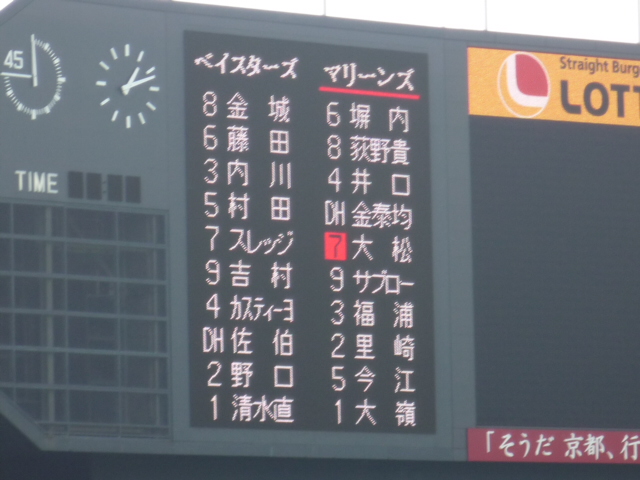 45
TIME
ベイスターズ
8 金城
6 藤田
3 内川
5 村田
7 スレッジ
9 吉村
4 カスティーヨ
DH 佐伯
2 野口
1 清水直
マリーンズ
6 堀内
8 荻野貴
4 井口
DH 金泰均
7 大松
9 サブロー
3 福浦
2 里崎
5 今江
1 大嶺
Straight Burg
LOTT
「そうだ 京都、行